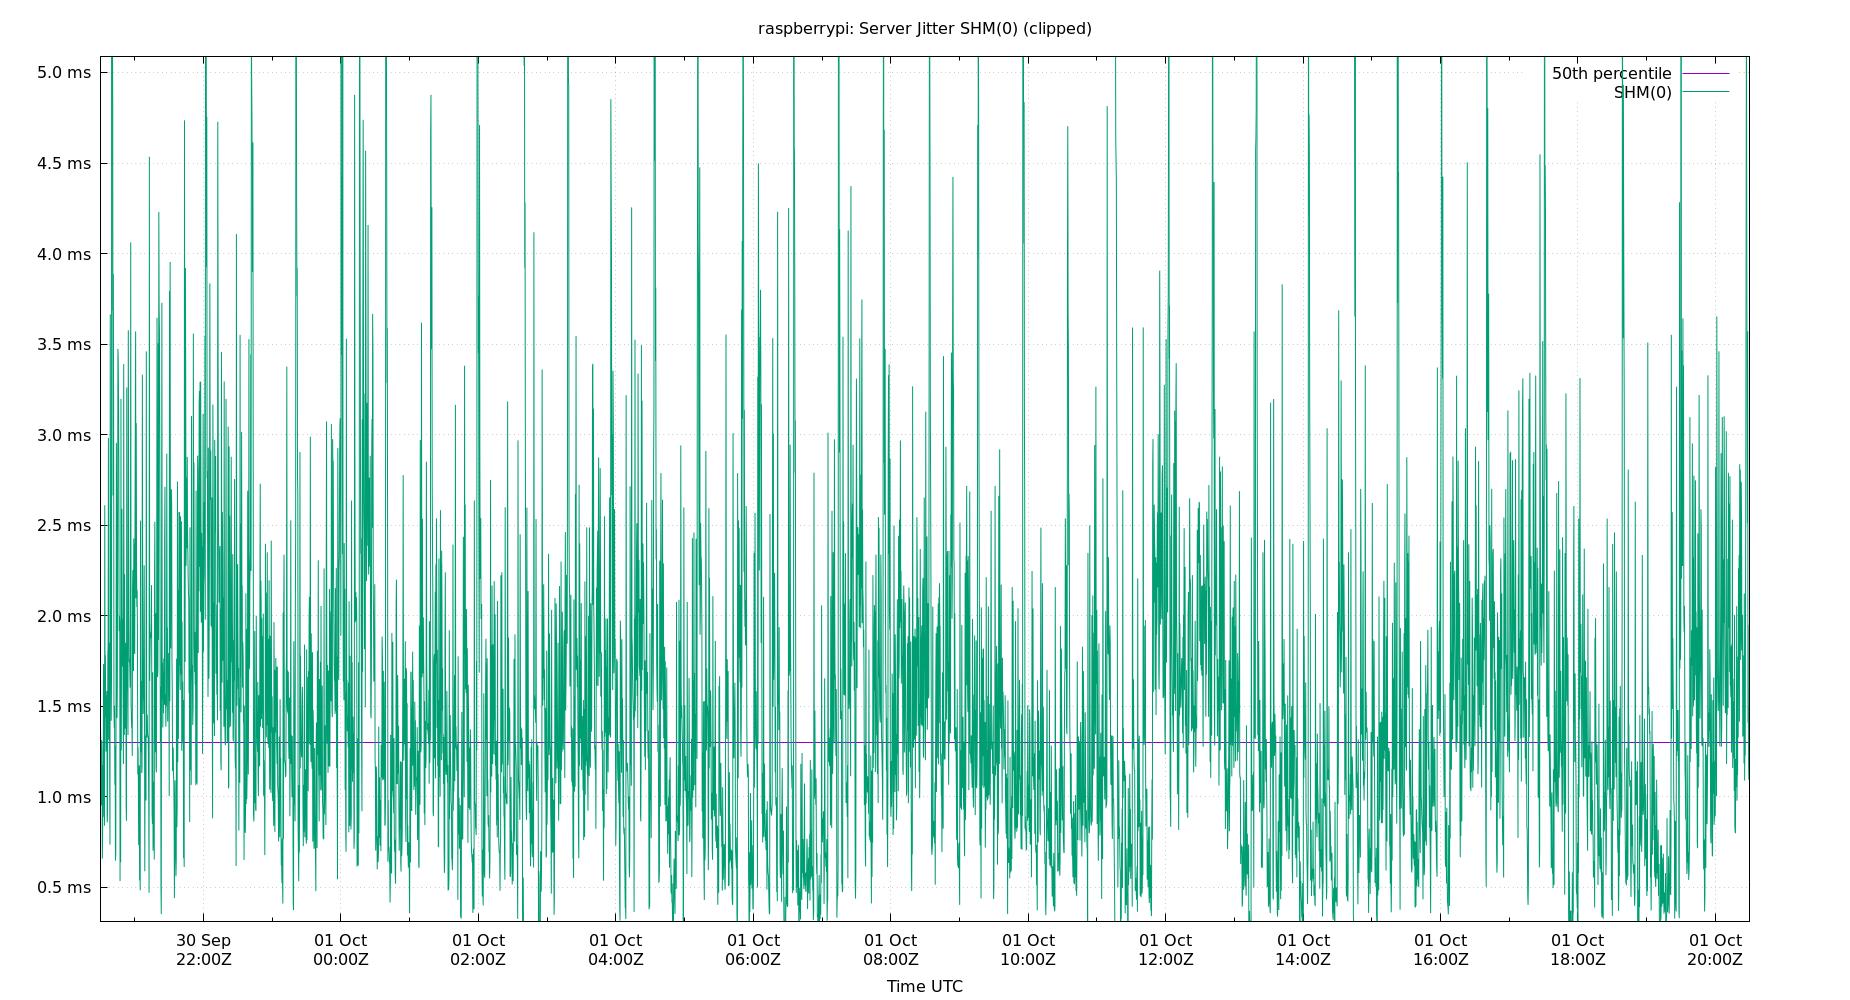 raspberrypi: Server Jitter SHM(0) (clipped)
50th percentile
SHM(0)
5.0 ms
4.5 ms
4.0 ms
3.5 ms
3.0 ms
2.5 ms
2.0 ms
1.5 ms
1.0 ms
0.5 ms
30 Sep 01 Oct 01 Oct 01 Oct 01 Oct 01 Oct 01 Oct 01 Oct 01 Oct 01 Oct 01 Oct 01 Oct
22:00Z 00:00Z 02:00Z 04:00Z 06:00Z 08:00Z 10:00Z 12:00Z 14:00Z 16:00Z 18:00Z 20:00Z
Time UTC